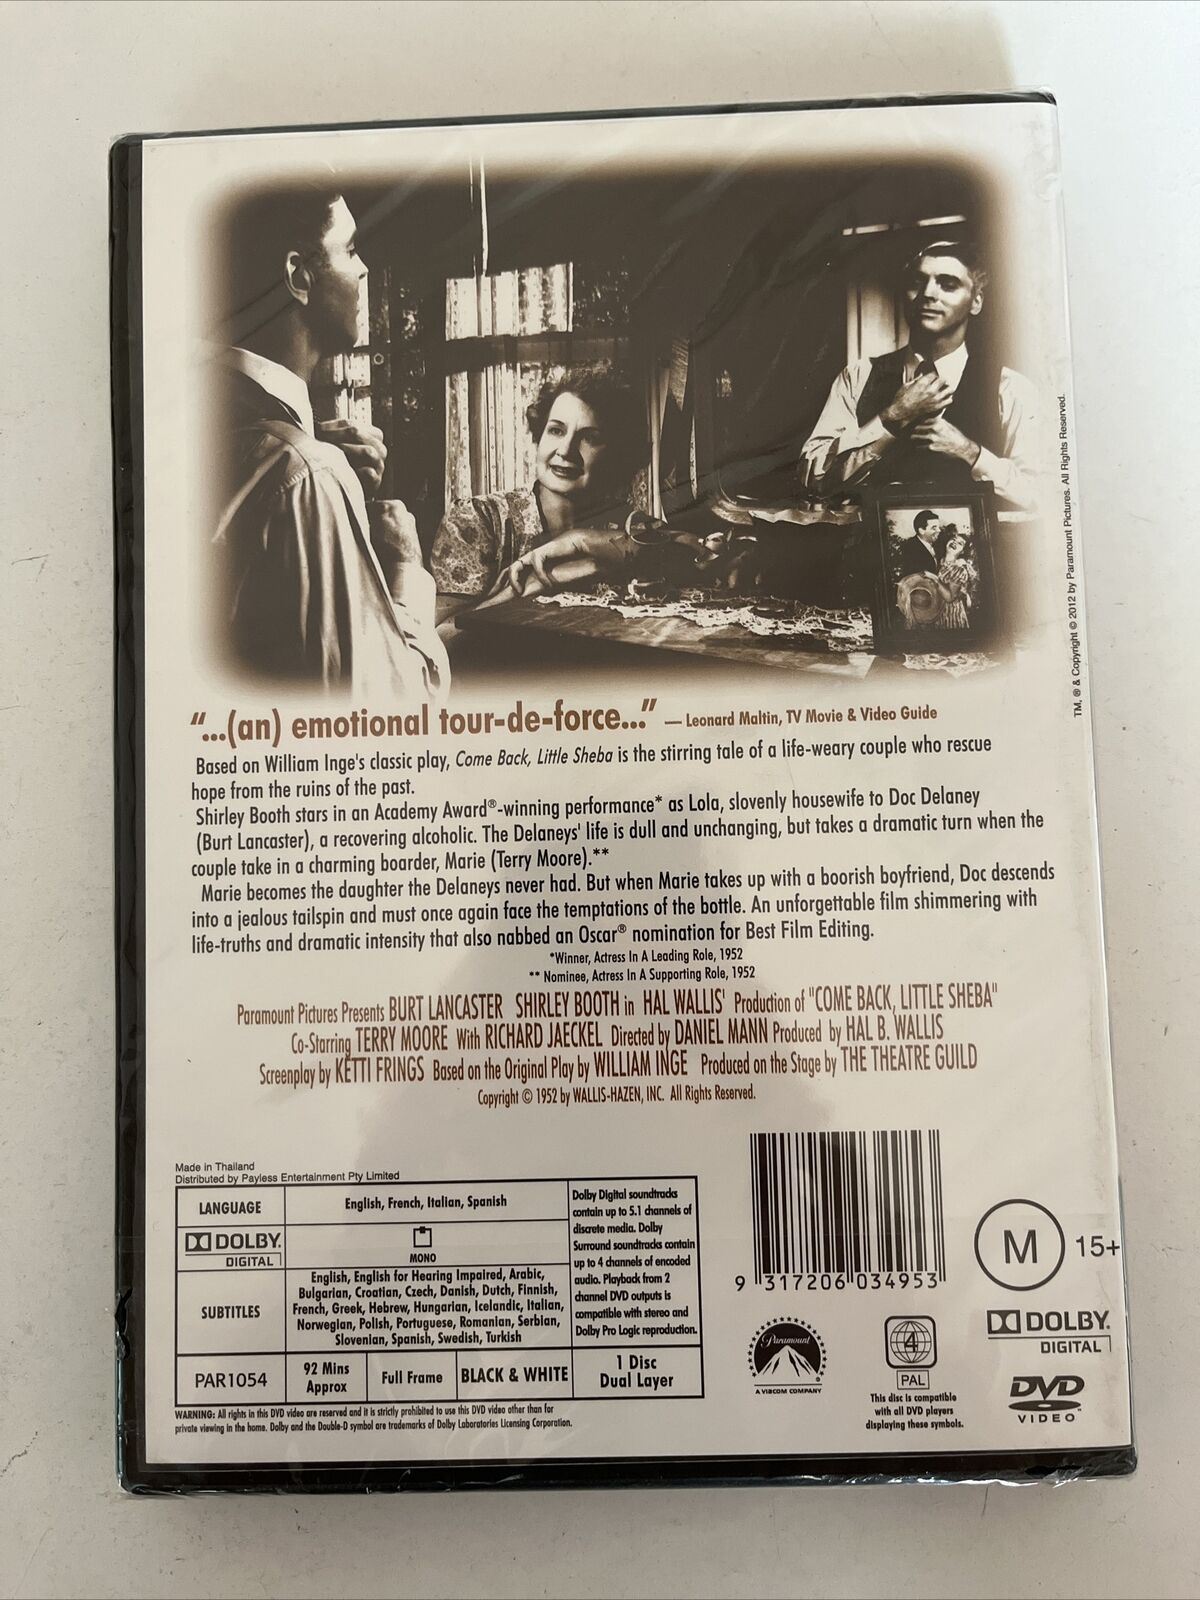 "...(an) emotional tour-de-force..." — Leonard Maltin, TV Movie & Video Guide
Based on William Inge's classic play, Come Back, Little Sheba is the stirring tale of a life-weary couple who rescue
hope from the ruins of the past.
Shirley Booth stars in an Academy Award®-winning performance* as Lola, slovenly housewife to Doc Delaney
(Burt Lancaster), a recovering alcoholic. The Delaneys' life is dull and unchanging, but takes a dramatic turn when the
couple take in a charming boarder, Marie (Terry Moore).**
Marie becomes the daughter the Delaneys never had. But when Marie takes up with a boorish boyfriend, Doc descends
into a jealous tailspin and must once again face the temptations of the bottle. An unforgettable film shimmering with
life-truths and dramatic intensity that also nabbed an Oscar® nomination for Best Film Editing.
*Winner, Actress In A Leading Role, 1952
** Nominee, Actress In A Supporting Role, 1952
Paramount Pictures Presents BURT LANCASTER SHIRLEY BOOTH in HAL WALLIS' Production of "COME BACK, LITTLE SHEBA"
Co-Starring TERRY MOORE With RICHARD JAECKEL Directed by DANIEL MANN Produced by HAL B. WALLIS
Screenplay by KETTI FRINGS Based on the Original Play by WILLIAM INGE Produced on the Stage by THE THEATRE GUILD
Copyright © 1952 by WALLIS-HAZEN, INC. All Rights Reserved.
TM, ® & Copyright © 2012 by Paramount Pictures. All Rights Reserved.
Made in Thailand
Distributed by Payless Entertainment Pty Limited
LANGUAGE
English, French, Italian, Spanish
DOLBY
DIGITAL
MONO
SUBTITLES
English, English for Hearing Impaired, Arabic,
Bulgarian, Croatian, Czech, Danish, Dutch, Finnish,
French, Greek, Hebrew, Hungarian, Icelandic, Italian,
Norwegian, Polish, Portuguese, Romanian, Serbian,
Slovenian, Spanish, Swedish, Turkish
Dolby Digital soundtracks
contain up to 5.1 channels of
discrete media. Dolby
Surround soundtracks contain
up to 4 channels of encoded
audio. Playback from 2
channel DVD outputs is
compatible with stereo and
Dolby Pro Logic reproduction.
PAR1054
92 Mins
Approx
Full Frame
BLACK & WHITE
1 Disc
Dual Layer
WARNING: All rights in this DVD video are reserved and it is strictly prohibited to use this DVD video other than for
private viewing in the home. Dolby and the Double-D symbol are trademarks of Dolby Laboratories Licensing Corporation.
9 317206 034953
M 15+
Paramount
A VIACOM COMPANY
4
PAL
This disc is compatible
with all DVD players
displaying these symbols.
DOLBY
DIGITAL
DVD
VIDEO